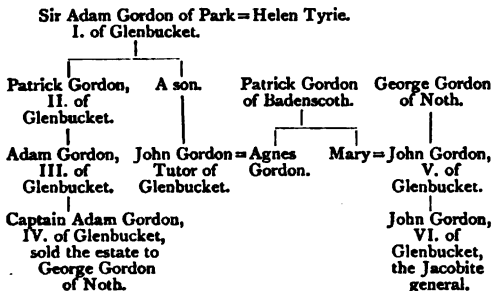 Sir Adam Gordon of Park = Helen Tyrie.
I. of Glenbucket.
Patrick Gordon,
II. of
Glenbucket.
A son.
Patrick Gordon
of Badenscoth.
George Gordon
of Noth.
Adam Gordon,
III. of
Glenbucket.
John Gordon = Agnes
Tutor of
Glenbucket.
Gordon.
Mary = John Gordon,
V. of
Glenbucket.
Captain Adam Gordon,
IV. of Glenbucket,
sold the estate to
George Gordon
of Noth.
John Gordon,
VI. of
Glenbucket,
the Jacobite
general.